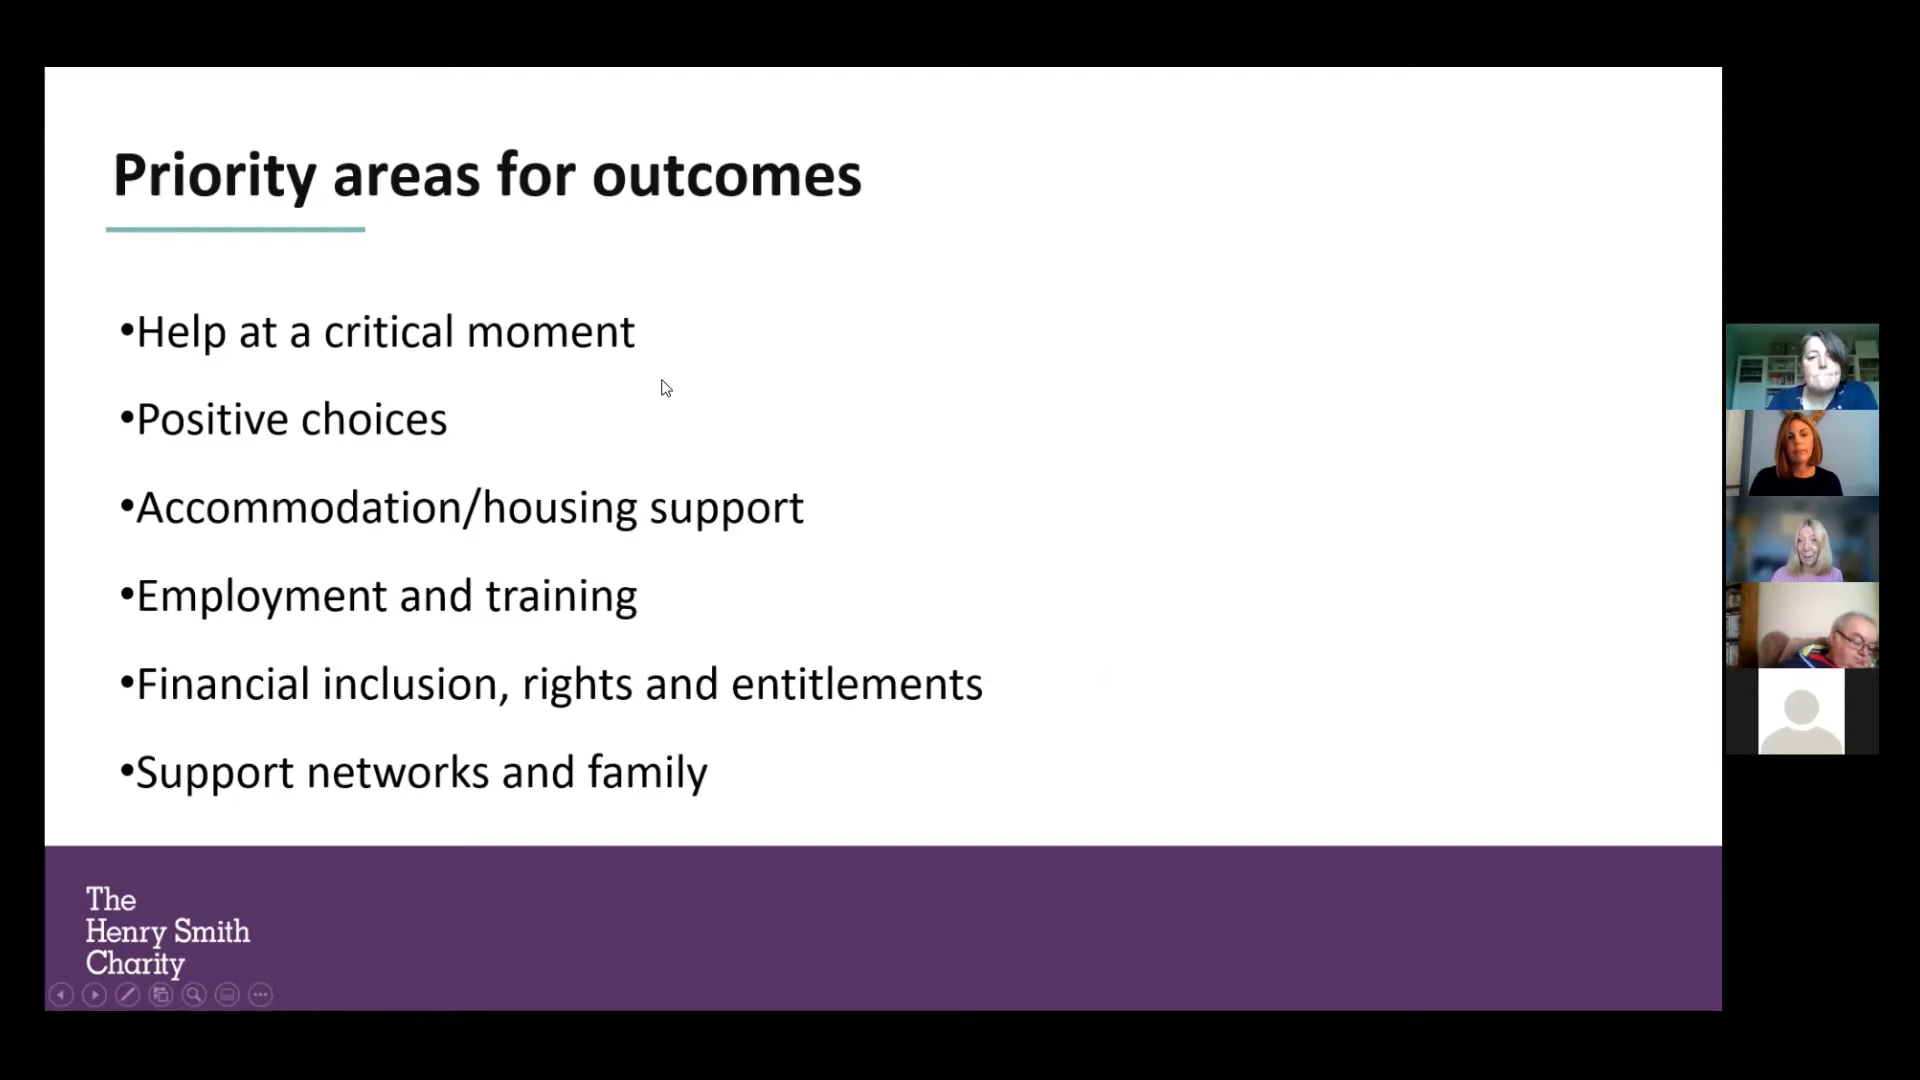 Priority areas for outcomes
•Help at a critical moment
•Positive choices
•Accommodation/housing support
•Employment and training
•Financial inclusion, rights and entitlements
•Support networks and family
The
Henry Smith
Charity